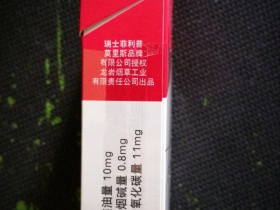 瑞士菲利普
莫里斯品牌
有限公司授权
龙岩烟草工业
有限责任公司出品
油量 10mg
烟碱量 0.8mg
氧化碳量 11mg